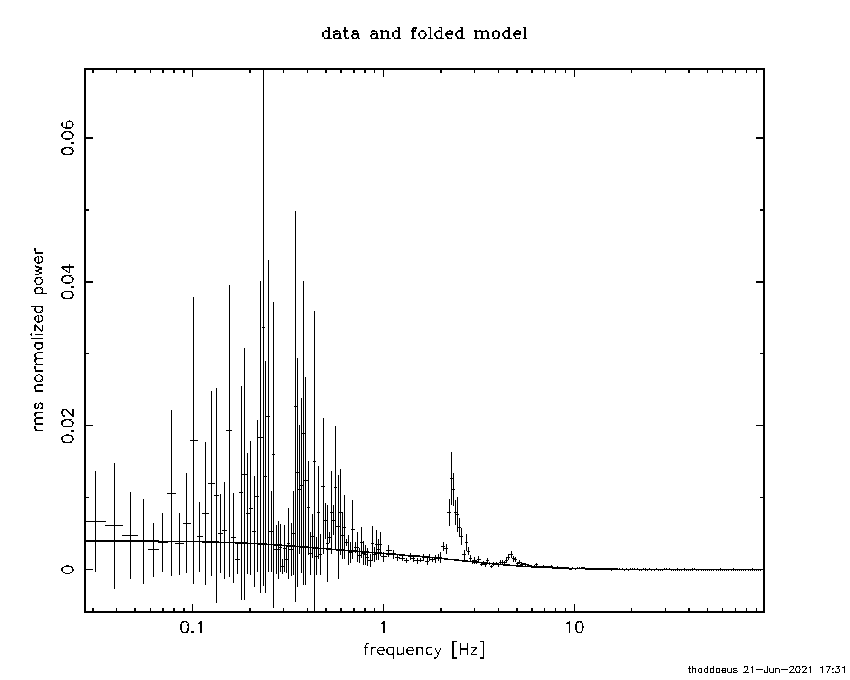 data and folded model
0.06
0.04
0.02
0
rms normalized power
0.1
1
10
frequency [Hz]
thaddaeus 21-Jun-2021 17:31